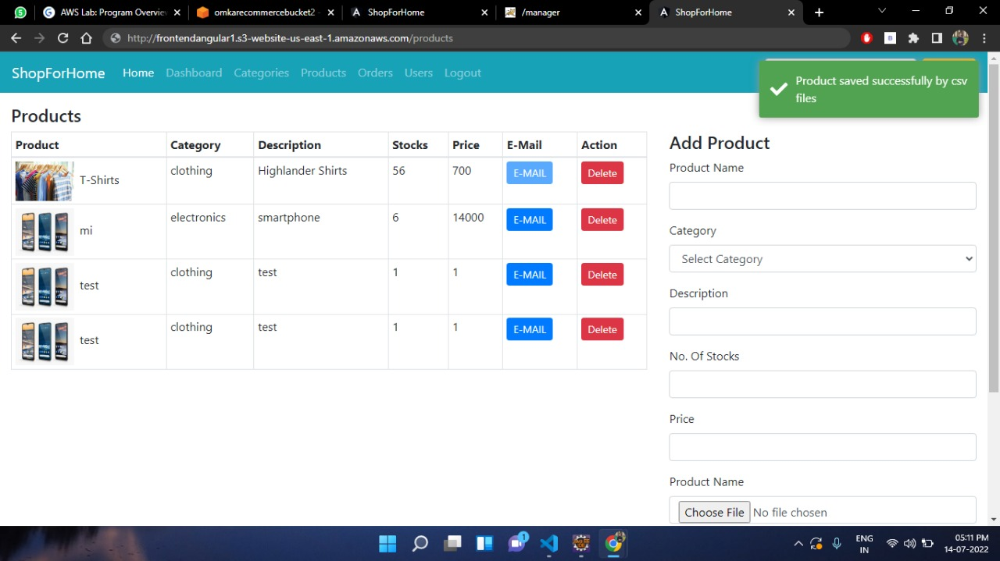 5
AWS Lab: Program Overview
omkarecommercebucket2 -
ShopForHome
/manager
ShopForHome
http://frontendangular1.s3-website-us-east-1.amazonaws.com/products
B
ShopForHome Home Dashboard Categories Products Orders Users Logout
Product saved successfully by csv
files
Products
Product Category Description Stocks Price E-Mail Action
T-Shirts clothing Highlander Shirts 56 700 E-MAIL Delete
mi electronics smartphone 6 14000 E-MAIL Delete
test clothing test 1 1 E-MAIL Delete
test clothing test 1 1 E-MAIL Delete
Add Product
Product Name
Category
Select Category
Description
No. Of Stocks
Price
Product Name
Choose File No file chosen
1
ENG
IN
05:11 PM
14-07-2022